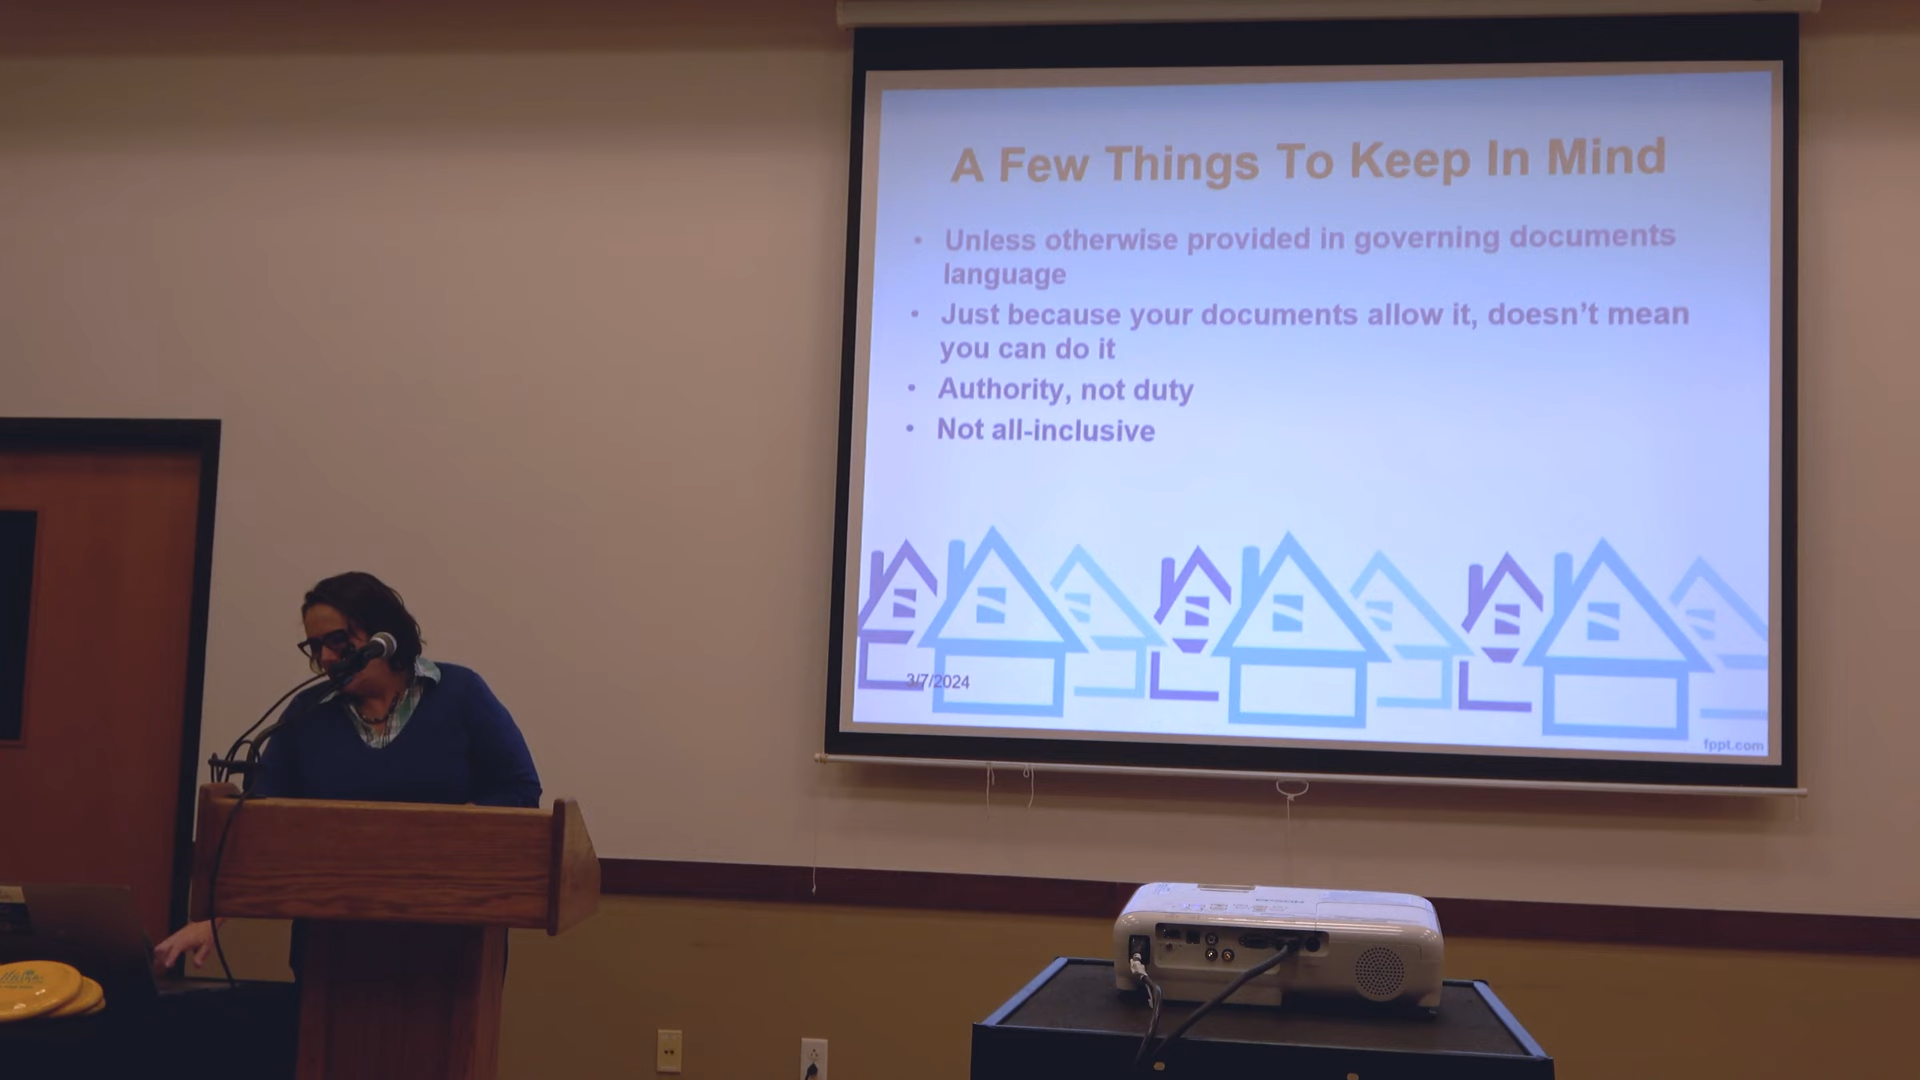 A Few Things To Keep In Mind
• Unless otherwise provided in governing documents
language
• Just because your documents allow it, doesn't mean
you can do it
• Authority, not duty
• Not all-inclusive
3/7/2024
fppt.com